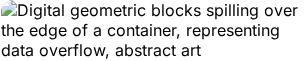 Digital geometric blocks spilling over
the edge of a container, representing
data overflow, abstract art